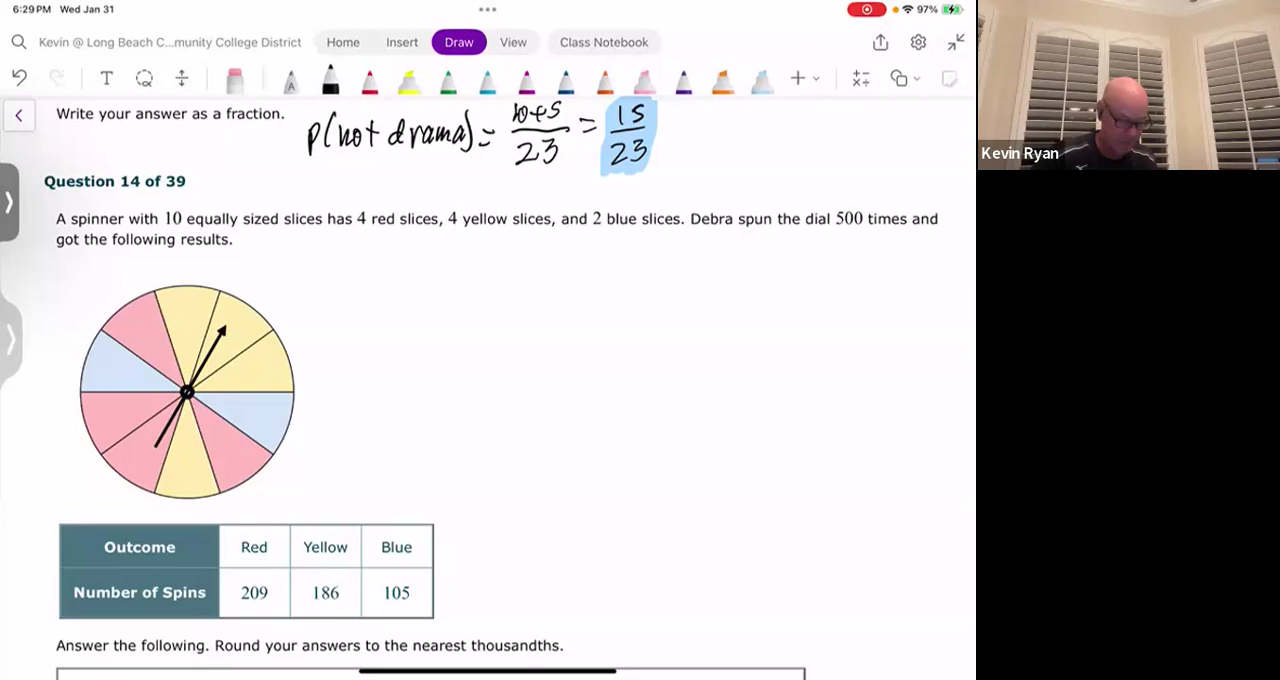 6:29 PM Wed Jan 31
97%
Kevin @ Long Beach C...munity College District
Home Insert Draw View Class Notebook
T
A
Write your answer as a fraction.
P(not drama) = 10+5/23 = 15/23
Kevin Ryan
Question 14 of 39
A spinner with 10 equally sized slices has 4 red slices, 4 yellow slices, and 2 blue slices. Debra spun the dial 500 times and
got the following results.
Outcome Red Yellow Blue
Number of Spins 209 186 105
Answer the following. Round your answers to the nearest thousandths.